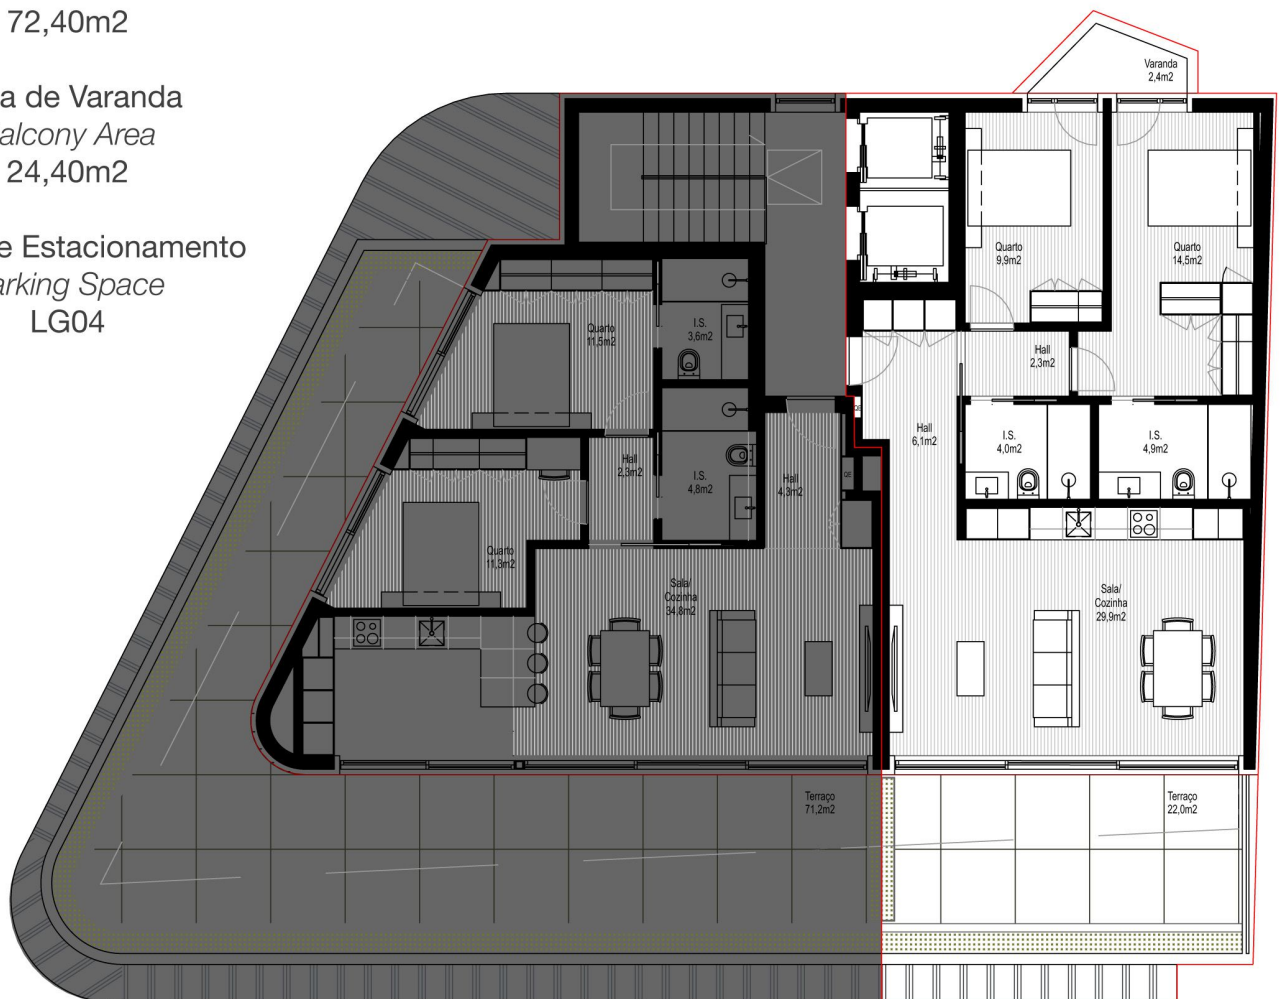 72,40m2
a de Varanda
alcony Area
24,40m2
e Estacionamento
arking Space
LG04
Varanda
2,4m2
Quarto
9,9m2
Quarto
14,5m2
Quarto
11,5m2
I.S.
3,6m2
Hall
2,3m2
QE
Hall
6,1m2
I.S.
4,0m2
I.S.
4,9m2
Hall
2,3m2
I.S.
4,8m2
Hall
4,3m2
QE
Quarto
11,3m2
Sala/
Cozinha
34,8m2
Sala/
Cozinha
29,9m2
Terraço
71,2m2
Terraço
22,0m2